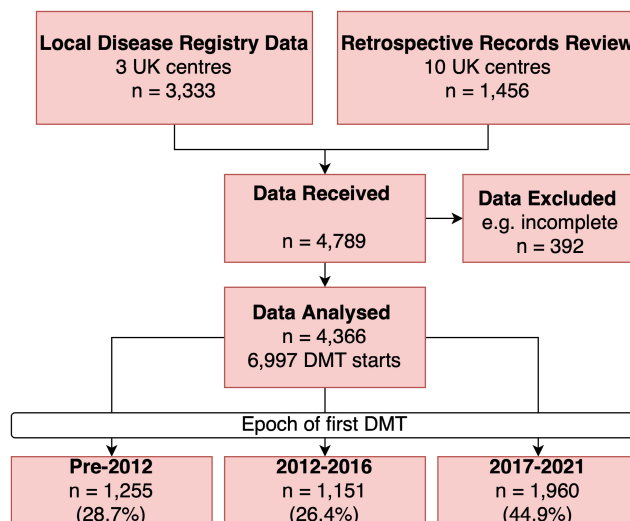 Local Disease Registry Data
3 UK centres
n = 3,333
Retrospective Records Review
10 UK centres
n = 1,456
Data Received
n = 4,789
Data Excluded
e.g. incomplete
n = 392
Data Analysed
n = 4,366
6,997 DMT starts
Epoch of first DMT
Pre-2012
n = 1,255
(28.7%)
2012-2016
n = 1,151
(26.4%)
2017-2021
n = 1,960
(44.9%)